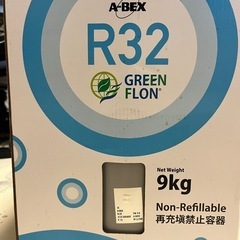 A-BEX
R32
GREEN
FLON®
Net Weight
9kg
Non-Refillable
再充填禁止容器